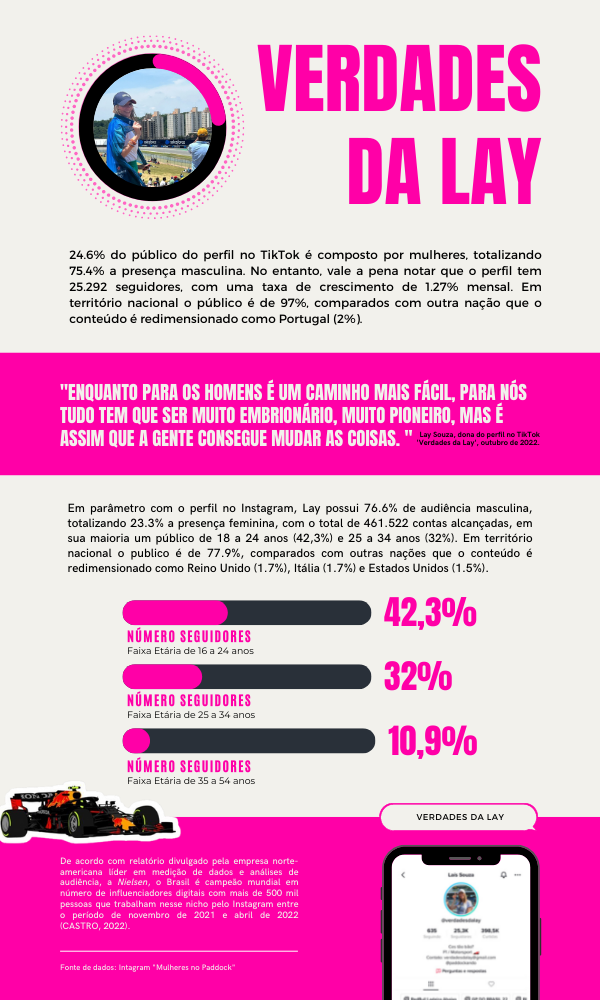 VERDADES
DA LAY
24.6% do público do perfil no TikTok é composto por mulheres, totalizando
75.4% a presença masculina. No entanto, vale a pena notar que o perfil tem
25.292 seguidores, com uma taxa de crescimento de 1.27% mensal. Em
território nacional o público é de 97%, comparados com outra nação que o
conteúdo é redimensionado como Portugal (2%).
"ENQUANTO PARA OS HOMENS É UM CAMINHO MAIS FÁCIL, PARA NÓS
TUDO TEM QUE SER MUITO EMBRIONÁRIO, MUITO PIONEIRO, MAS É
ASSIM QUE A GENTE CONSEGUE MUDAR AS COISAS. "
Lay Souza, dona do perfil no TikTok
'Verdades da Lay', outubro de 2022.
Em parâmetro com o perfil no Instagram, Lay possui 76.6% de audiência masculina,
totalizando 23.3% a presença feminina, com o total de 461.522 contas alcançadas, em
sua maioria um público de 18 a 24 anos (42,3%) e 25 a 34 anos (32%). Em território
nacional o publico é de 77.9%, comparados com outras nações que o conteúdo é
redimensionado como Reino Unido (1.7%), Itália (1.7%) e Estados Unidos (1.5%).
42,3%
NÚMERO SEGUIDORES
Faixa Etária de 16 a 24 anos
32%
NÚMERO SEGUIDORES
Faixa Etária de 25 a 34 anos
10,9%
NÚMERO SEGUIDORES
Faixa Etária de 35 a 54 anos
HONDA
VERDADES DA LAY
De acordo com relatório divulgado pela empresa norte-
americana líder em medição de dados e análises de
audiência, a Nielsen, o Brasil é campeão mundial em
número de influenciadores digitais com mais de 500 mil
pessoas que trabalham nesse nicho pelo Instagram entre
o período de novembro de 2021 e abril de 2022
(CASTRO, 2022).
Fonte de dados: Intagram "Mulheres no Paddock"
Lais Souza
@verdadesdalay
635 25,3K 398,5K
Perguntas e respostas